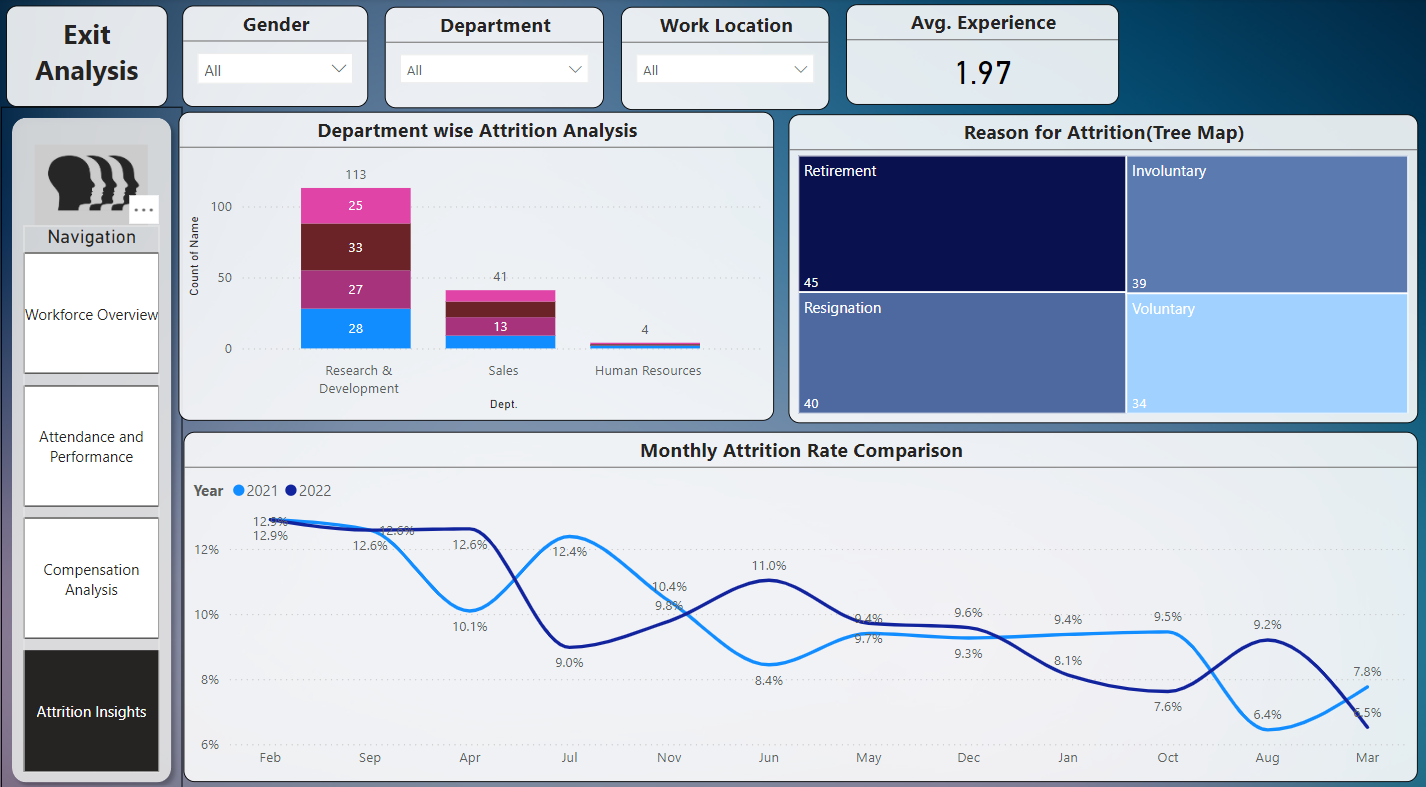 Exit
Analysis
Gender
All
Department
All
Work Location
All
Avg. Experience
1.97
Navigation
Workforce Overview
Attendance and
Performance
Compensation
Analysis
Attrition Insights
Department wise Attrition Analysis
Count of Name
100
50
0
113
25
33
27
28
41
13
4
Research &
Development
Sales
Human Resources
Dept.
Reason for Attrition(Tree Map)
Retirement
45
Involuntary
39
Resignation
40
Voluntary
34
Monthly Attrition Rate Comparison
Year 2021 2022
12%
10%
8%
6%
12.9%
12.9%
12.6%
12.6%
12.6%
10.1%
12.4%
9.0%
10.4%
9.8%
11.0%
8.4%
9.4%
9.7%
9.6%
9.3%
9.4%
8.1%
9.5%
7.6%
9.2%
6.4%
7.8%
6.5%
Feb Sep Apr Jul Nov Jun May Dec Jan Oct Aug Mar